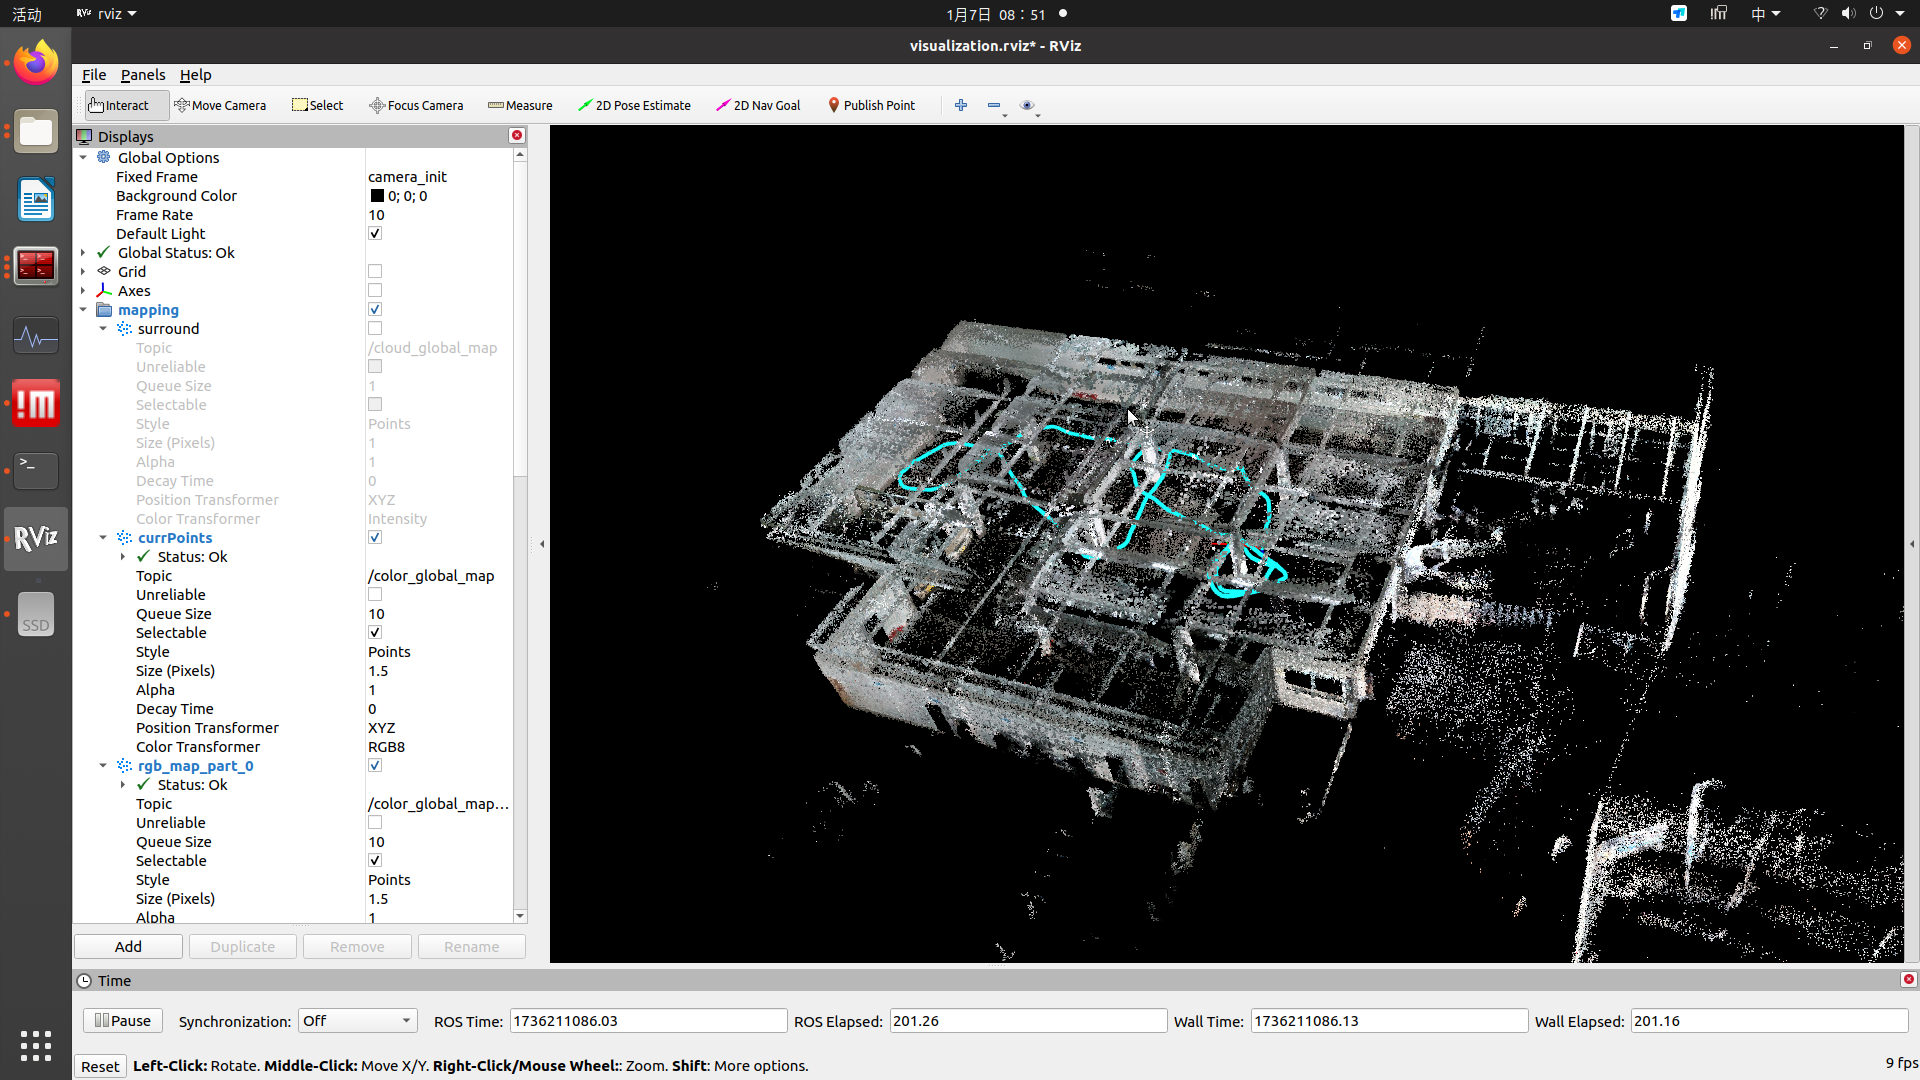 活动
RViz rviz
1月7日 08：51
中
visualization.rviz* - RViz
File Panels Help
Interact Move Camera Select Focus Camera Measure 2D Pose Estimate 2D Nav Goal Publish Point
Displays
Global Options
Fixed Frame camera_init
Background Color 0; 0; 0
Frame Rate 10
Default Light
Global Status: Ok
Grid
Axes
mapping
surround
Topic /cloud_global_map
Unreliable
Queue Size 1
Selectable
Style Points
Size (Pixels) 1
Alpha 1
Decay Time 0
Position Transformer XYZ
Color Transformer Intensity
currPoints
Status: Ok
Topic /color_global_map
Unreliable
Queue Size 10
Selectable
Style Points
Size (Pixels) 1.5
Alpha 1
Decay Time 0
Position Transformer XYZ
Color Transformer RGB8
rgb_map_part_0
Status: Ok
Topic /color_global_map...
Unreliable
Queue Size 10
Selectable
Style Points
Size (Pixels) 1.5
Alpha 1
Add Duplicate Remove Rename
RViz
SSD
Time
Pause Synchronization: Off ROS Time: 1736211086.03 ROS Elapsed: 201.26 Wall Time: 1736211086.13 Wall Elapsed: 201.16
Reset Left-Click: Rotate. Middle-Click: Move X/Y. Right-Click/Mouse Wheel:: Zoom. Shift: More options. 9 fps